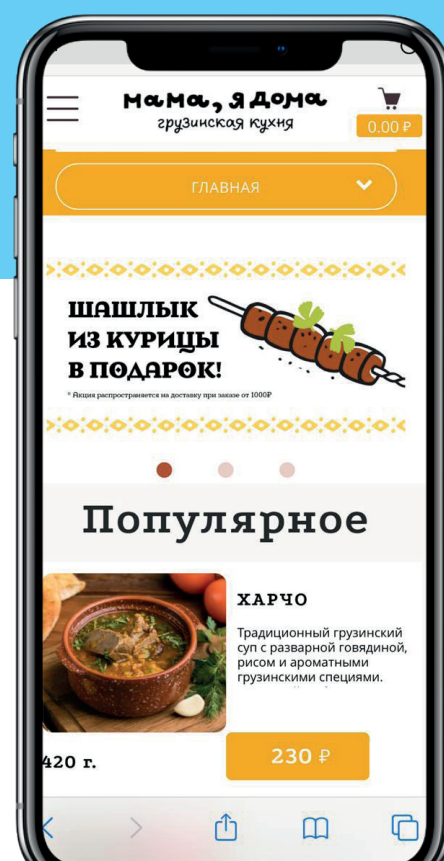 мама, я дома
грузинская кухня
0.00 ₽
ГЛАВНАЯ
ШАШЛЫК
ИЗ КУРИЦЫ
В ПОДАРОК!
* Акция распространяется на доставку при заказе от 1000₽
Популярное
ХАРЧО
Традиционный грузинский
суп с разварной говядиной,
рисом и ароматными
грузинскими специями.
420 г.
230 ₽